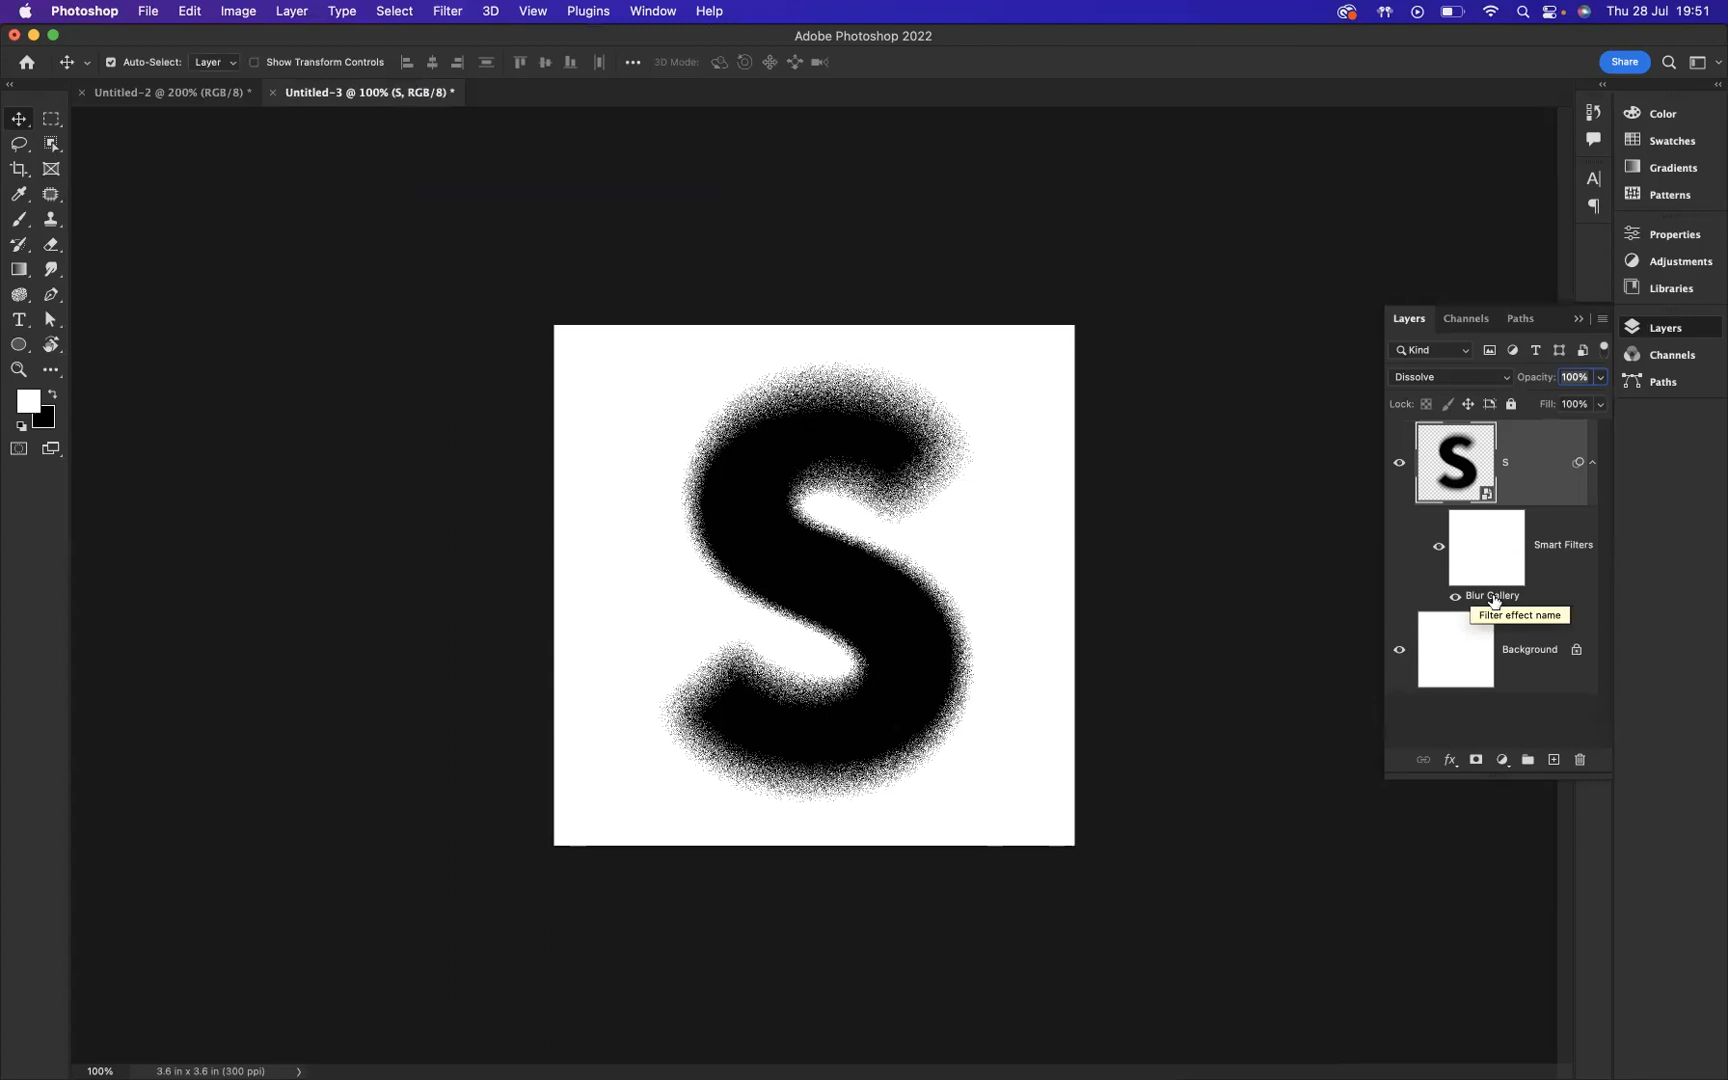 Photoshop File Edit Image Layer Type Select Filter 3D View Plugins Window Help Thu 28 Jul 19:51
Adobe Photoshop 2022
Auto-Select: Layer Show Transform Controls 3D Mode: Share
Untitled-2 @ 200% (RGB/8) * Untitled-3 @ 100% (S, RGB/8) *
Color
Swatches
Gradients
Patterns
Properties
Adjustments
Libraries
Layers
Channels
Paths
Layers Channels Paths
Kind
Dissolve Opacity: 100%
Lock: Fill: 100%
S
Smart Filters
Blur Gallery
Filter effect name
Background
fx
S
100% 3.6 in x 3.6 in (300 ppi)